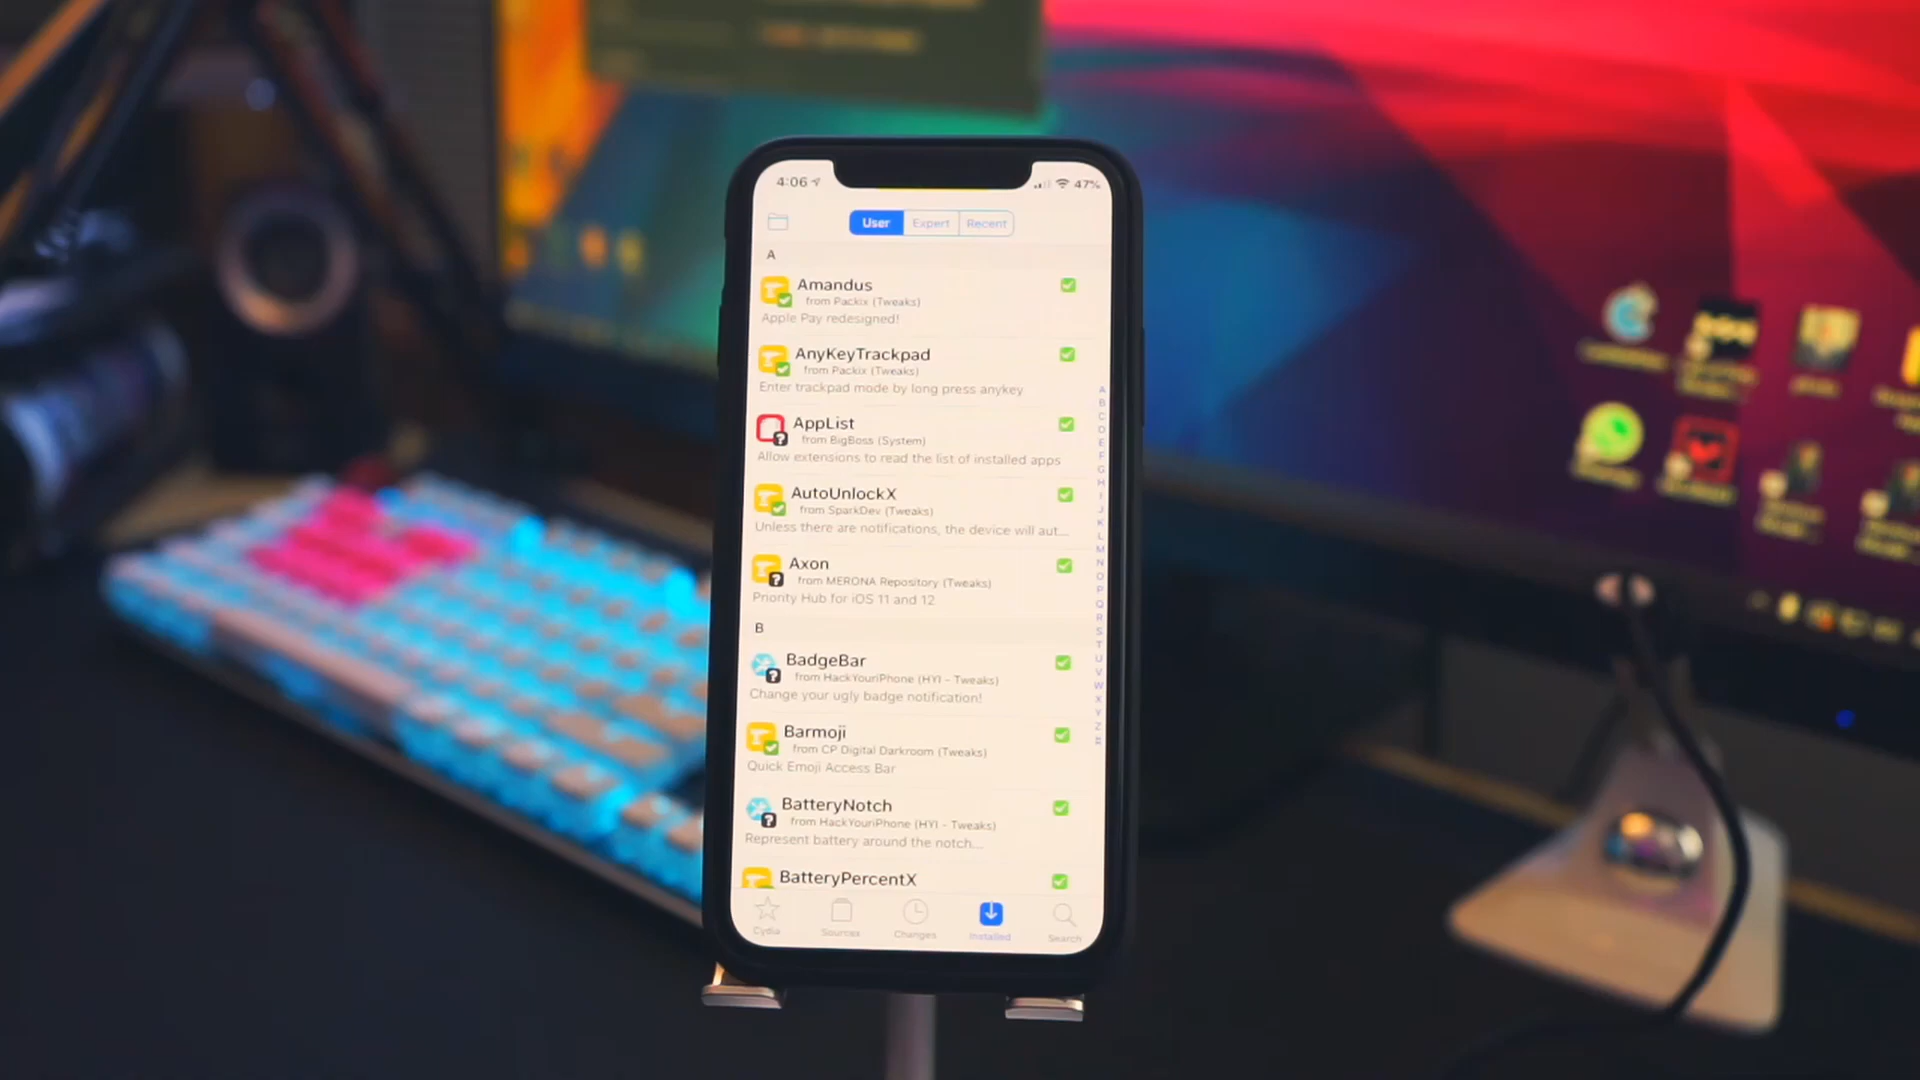 4:06
47%
User
Expert
Recent
A
Amandus
from Packix (Tweaks)
Apple Pay redesigned!
AnyKeyTrackpad
from Packix (Tweaks)
Enter trackpad mode by long press anykey
AppList
from BigBoss (System)
Allow extensions to read the list of installed apps
AutoUnlockX
from SparkDev (Tweaks)
Unless there are notifications, the device will aut...
Axon
from MERONA Repository (Tweaks)
Priority Hub for iOS 11 and 12
B
BadgeBar
from HackYouriPhone (HYI - Tweaks)
Change your ugly badge notification!
Barmoji
from CP Digital Darkroom (Tweaks)
Quick Emoji Access Bar
BatteryNotch
from HackYouriPhone (HYI - Tweaks)
Represent battery around the notch...
BatteryPercentX
A
B
C
D
E
F
G
H
I
J
K
L
M
N
O
P
Q
R
S
T
U
V
W
X
Y
Z
#
Cydia
Sources
Changes
Installed
Search